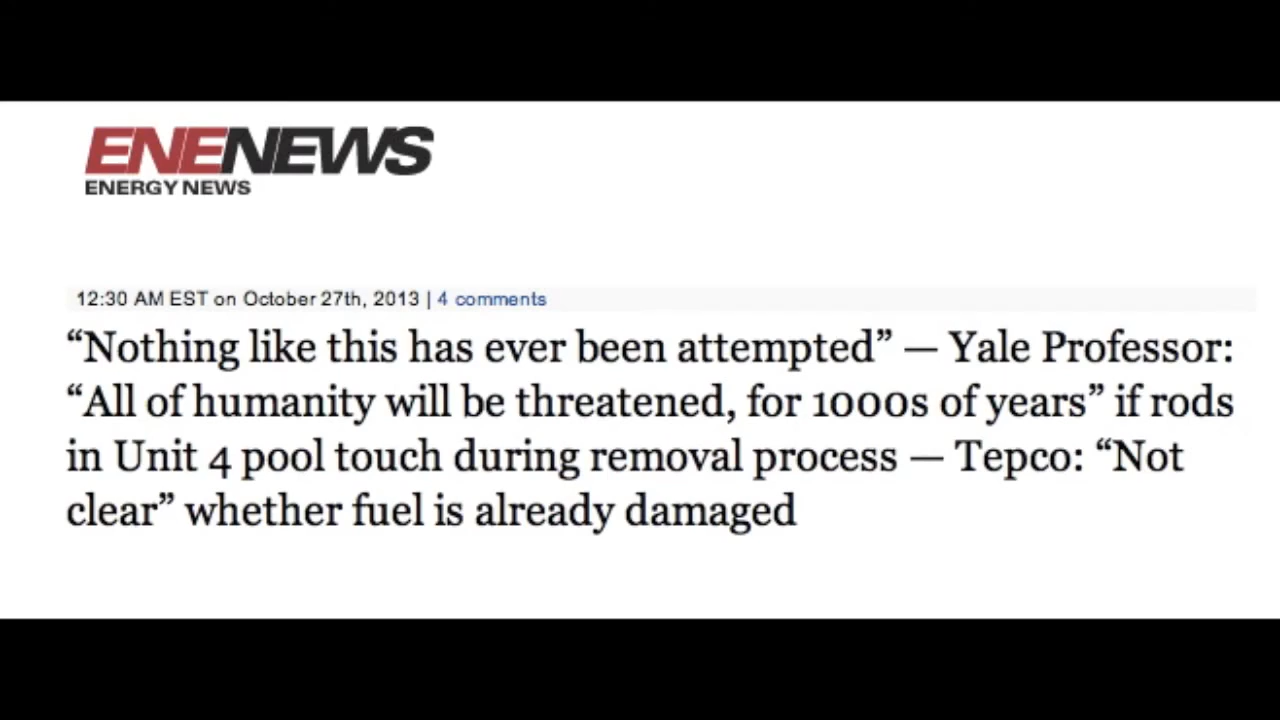 ENENEWS
ENERGY NEWS
12:30 AM EST on October 27th, 2013 | 4 comments
“Nothing like this has ever been attempted” — Yale Professor:
“All of humanity will be threatened, for 1000s of years” if rods
in Unit 4 pool touch during removal process — Tepco: “Not
clear” whether fuel is already damaged